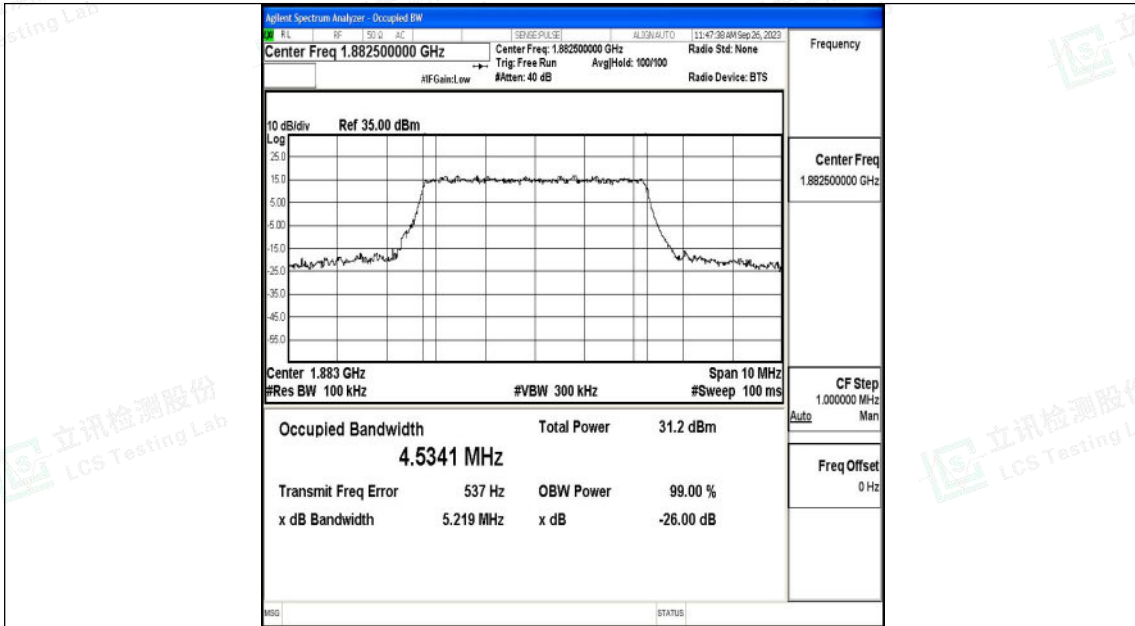 Agilent Spectrum Analyzer - Occupied BW
RL RF 50 Ω AC SENSE:PULSE ALIGNAUTO 11:47:38 AM Sep 26, 2023
Center Freq 1.882500000 GHz
Center Freq: 1.882500000 GHz
Radio Std: None
Trig: Free Run Avg|Hold: 100/100
#IFGain:Low
#Atten: 40 dB
Radio Device: BTS
10 dB/div Ref 35.00 dBm
Log
25.0
15.0
5.00
-5.00
-15.0
-25.0
-35.0
-45.0
-55.0
Center 1.883 GHz Span 10 MHz
#Res BW 100 kHz #VBW 300 kHz #Sweep 100 ms
Occupied Bandwidth Total Power 31.2 dBm
4.5341 MHz
Transmit Freq Error 537 Hz OBW Power 99.00 %
x dB Bandwidth 5.219 MHz x dB -26.00 dB
MSG STATUS
Frequency
Center Freq
1.882500000 GHz
CF Step
1.000000 MHz
Auto Man
Freq Offset
0 Hz
立讯检测股份
LCS Testing Lab
立讯检测股份
LCS Testing L
sting Lab
立
LC